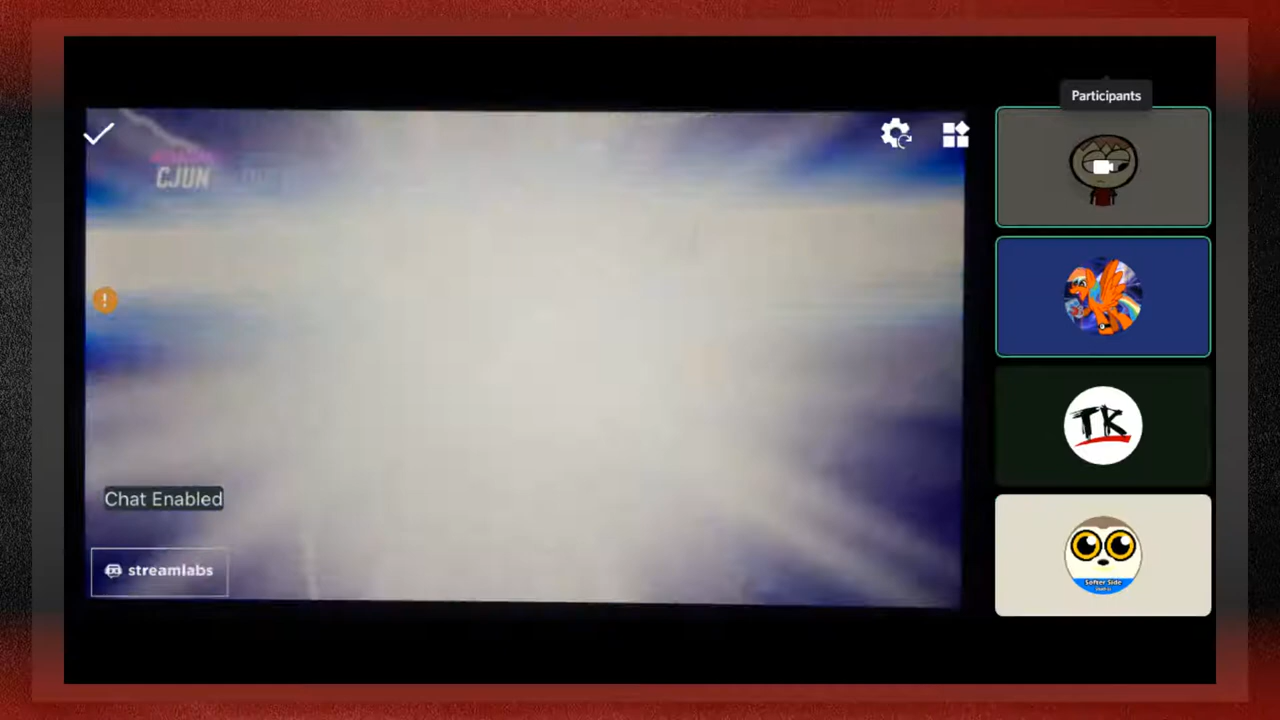 Participants
CJUN
TK
Chat Enabled
streamlabs
Softer Side